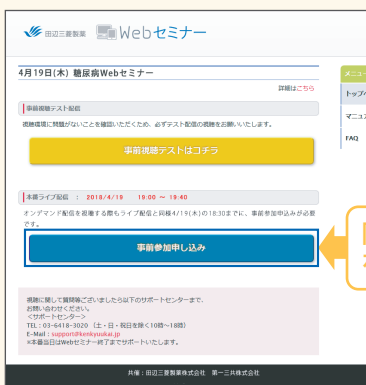 田辺三菱製薬 Webセミナー
4月19日(木) 糖尿病Webセミナー
詳細はこちら
事前視聴テスト配信
視聴環境に問題がないことを確認いただくため、必ずテスト配信の視聴をお願いいたします。
事前視聴テストはコチラ
本番ライブ配信 : 2018/4/19 19:00 ～ 19:40
オンデマンド配信を視聴する際もライブ配信と同様4/19(木)の18:30までに、事前参加申込みが必要
です。
事前参加申し込み
視聴に関して質問等ございましたら以下のサポートセンターまで、
お問い合わせください。
<サポートセンター>
TEL：03-6418-3020 (土・日・祝日を除く10時～18時)
E-Mail：support@kenkyuukai.jp
※本番当日はWebセミナー終了までサポートいたします。
共催：田辺三菱製薬株式会社 第一三共株式会社
メニュー
トップペ
マニュア
FAQ